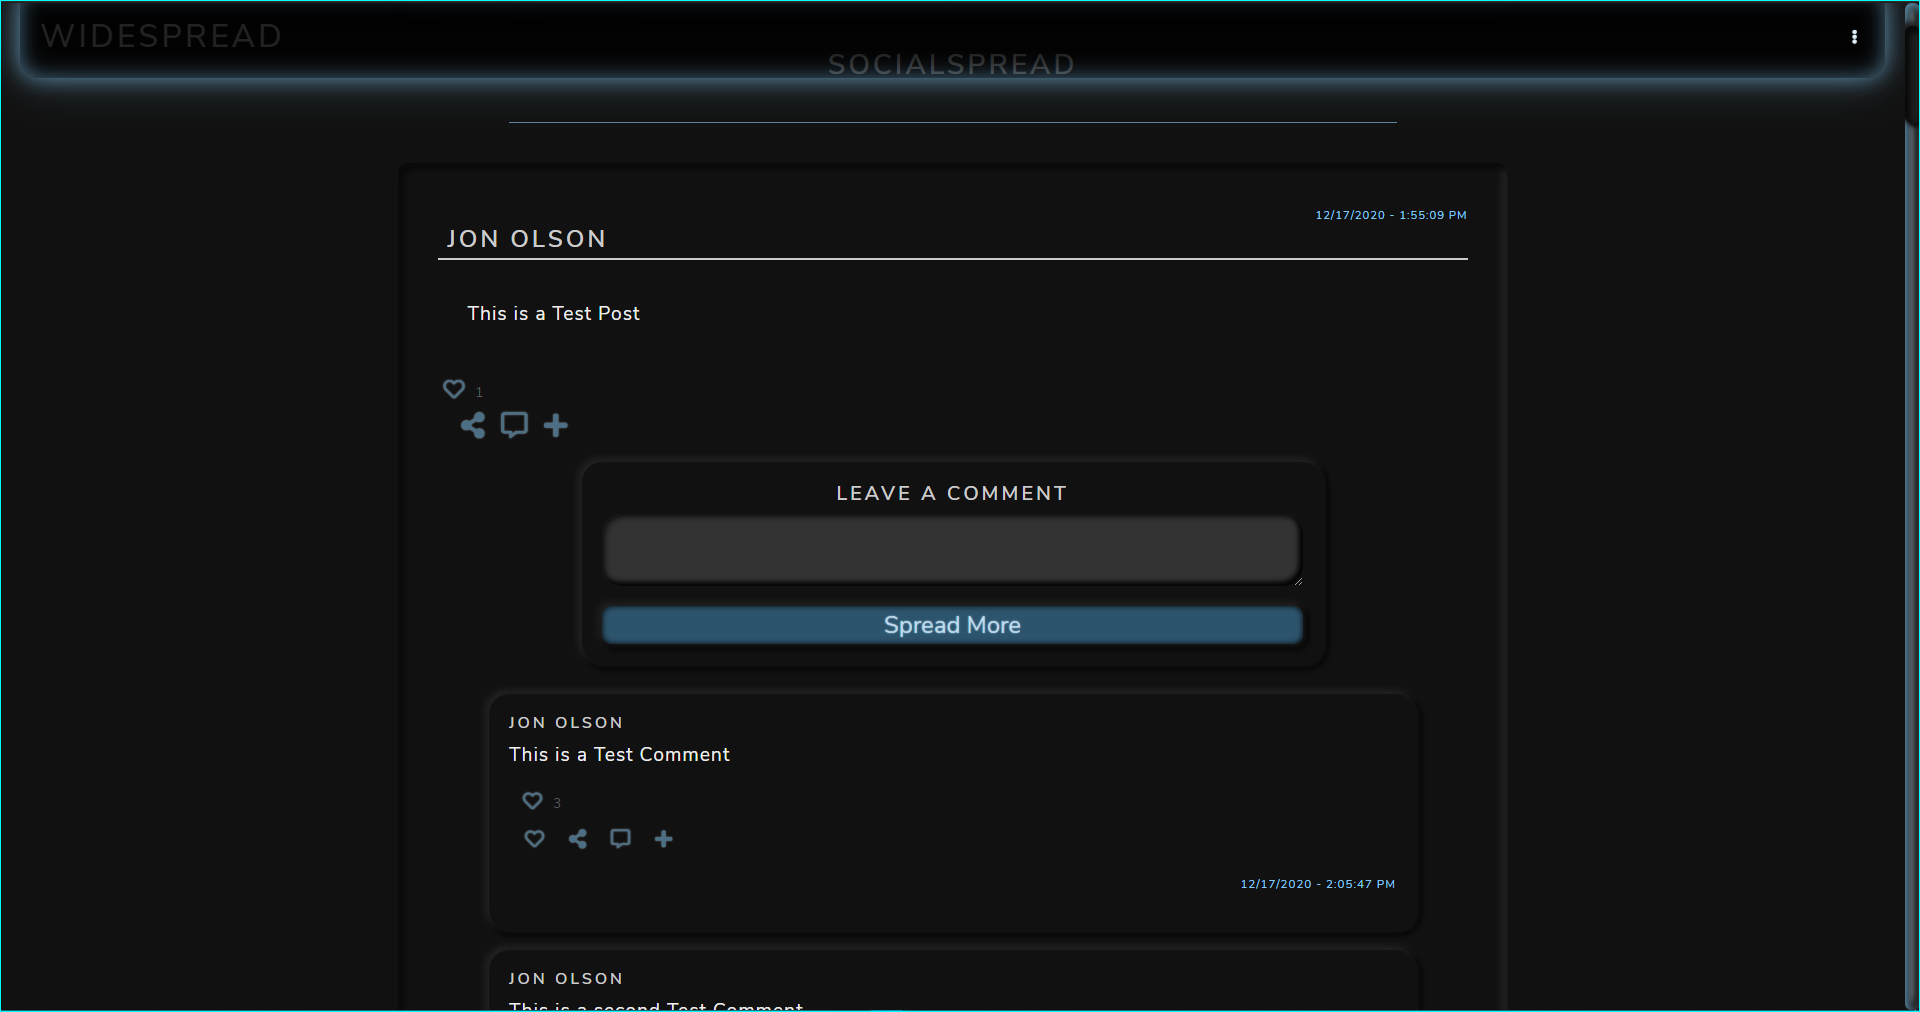 WIDESPREAD
SOCIALSPREAD
12/17/2020 - 1:55:09 PM
JON OLSON
This is a Test Post
1
LEAVE A COMMENT
Spread More
JON OLSON
This is a Test Comment
3
12/17/2020 - 2:05:47 PM
JON OLSON
This is a second Test Comment